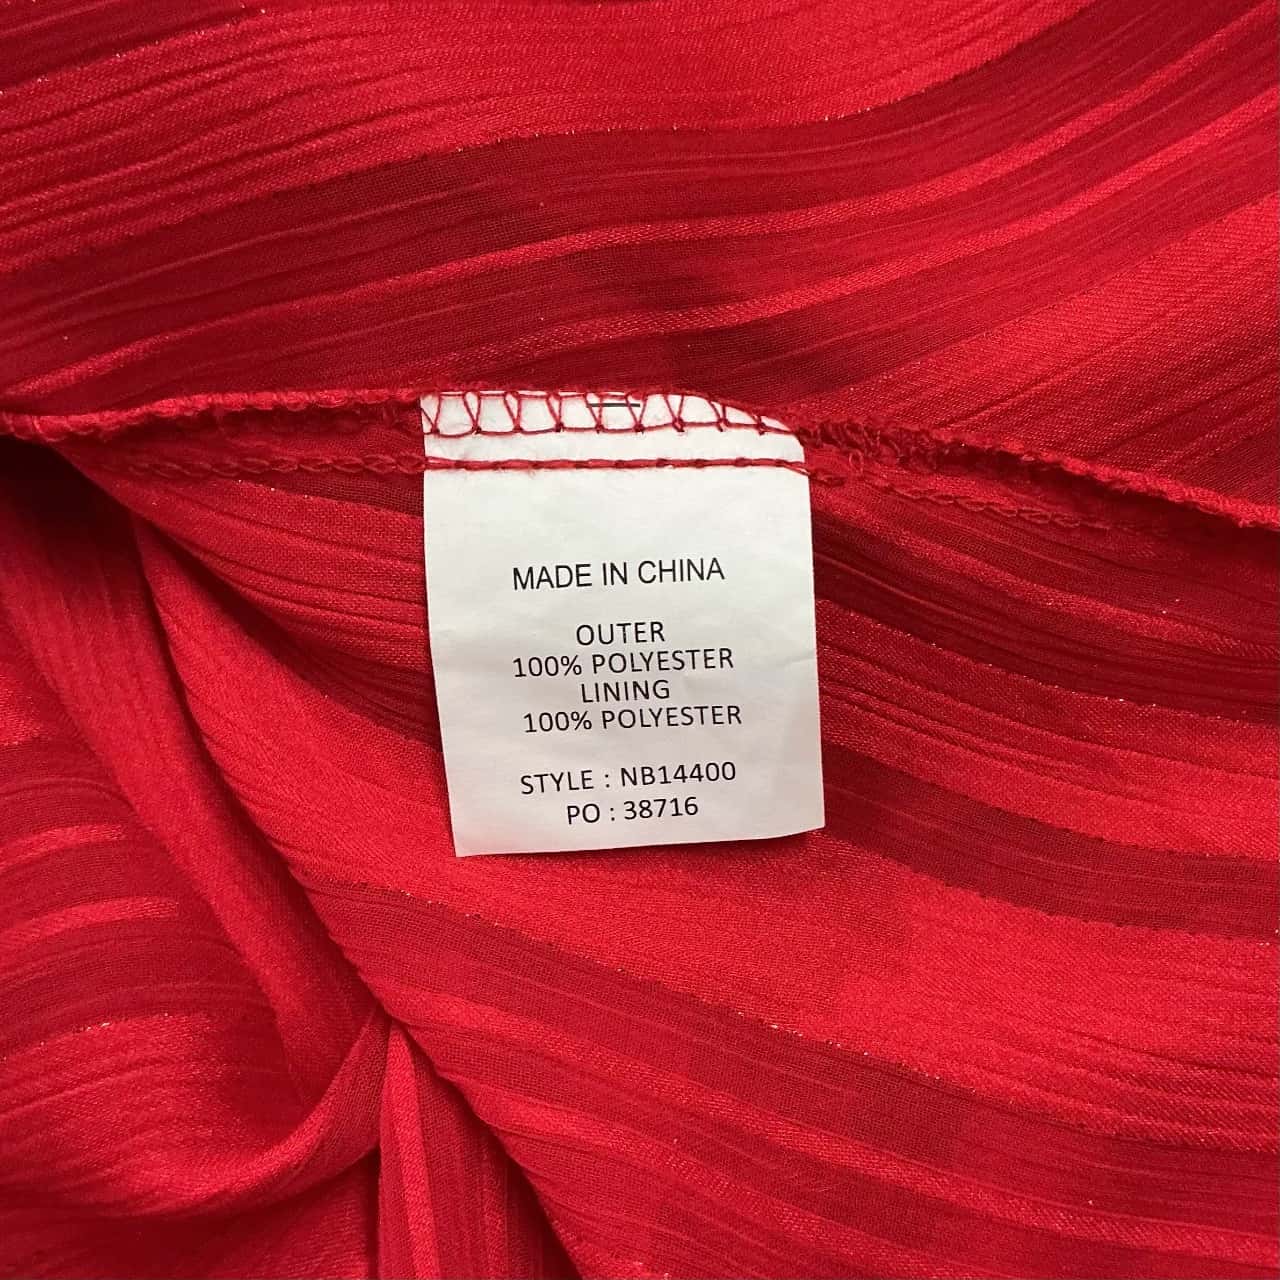 MADE IN CHINA
OUTER
100% POLYESTER
LINING
100% POLYESTER
STYLE : NB14400
PO : 38716